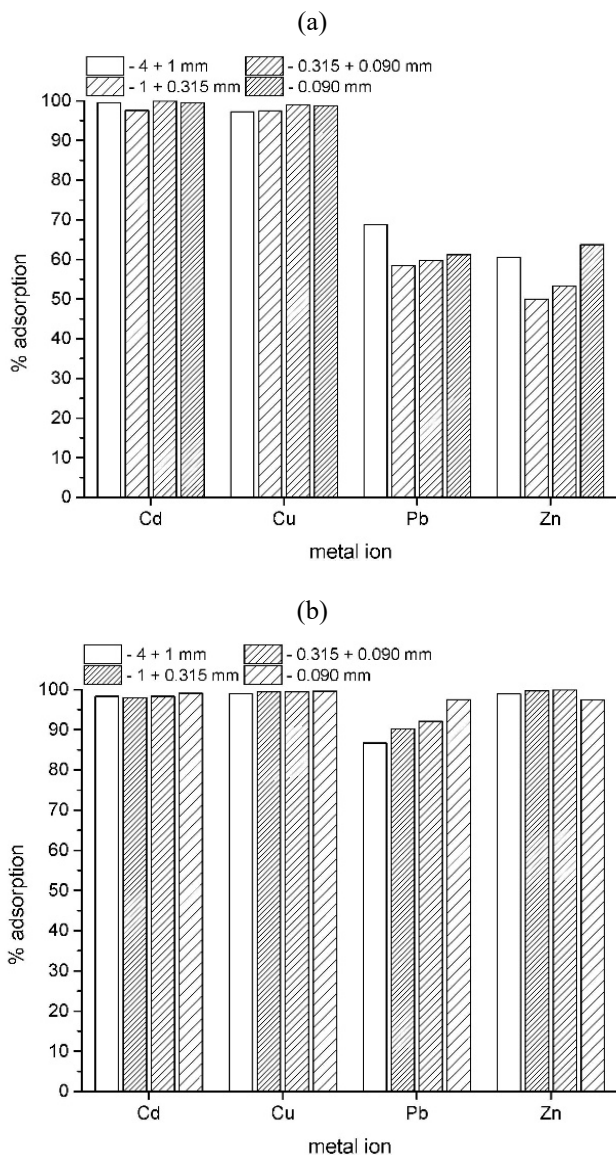 (a)
- 4 + 1 mm - 0.315 + 0.090 mm
- 1 + 0.315 mm - 0.090 mm
100
90
80
70
60
50
40
30
20
10
0
% adsorption
Cd Cu Pb Zn
metal ion
(b)
- 4 + 1 mm - 0.315 + 0.090 mm
- 1 + 0.315 mm - 0.090 mm
100
90
80
70
60
50
40
30
20
10
0
% adsorption
Cd Cu Pb Zn
metal ion